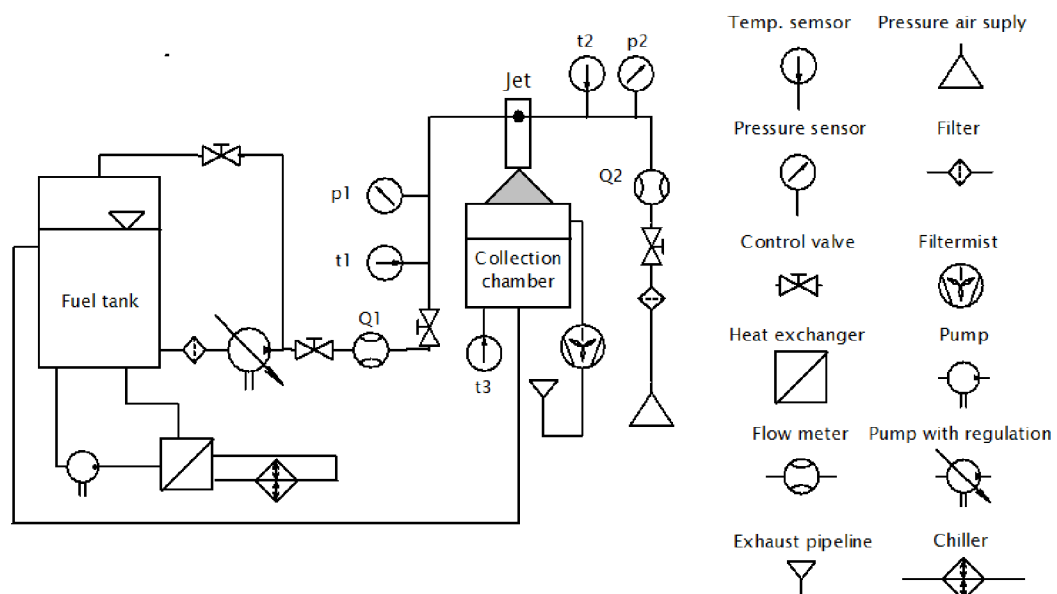 t2
p2
Jet
p1
Q2
t1
Fuel tank
Collection
chamber
Q1
t3
Temp. semsor
Pressure air suply
Pressure sensor
Filter
Control valve
Filtermist
Heat exchanger
Pump
Flow meter
Pump with regulation
Exhaust pipeline
Chiller